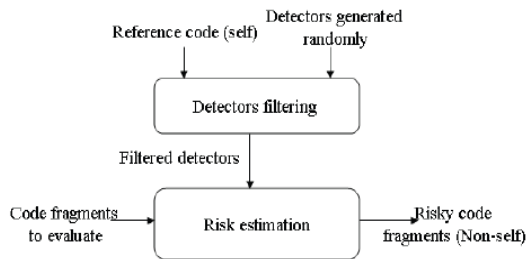 Reference code (self)
Detectors generated
randomly
Detectors filtering
Filtered detectors
Code fragments
to evaluate
Risk estimation
Risky code
fragments (Non-self)